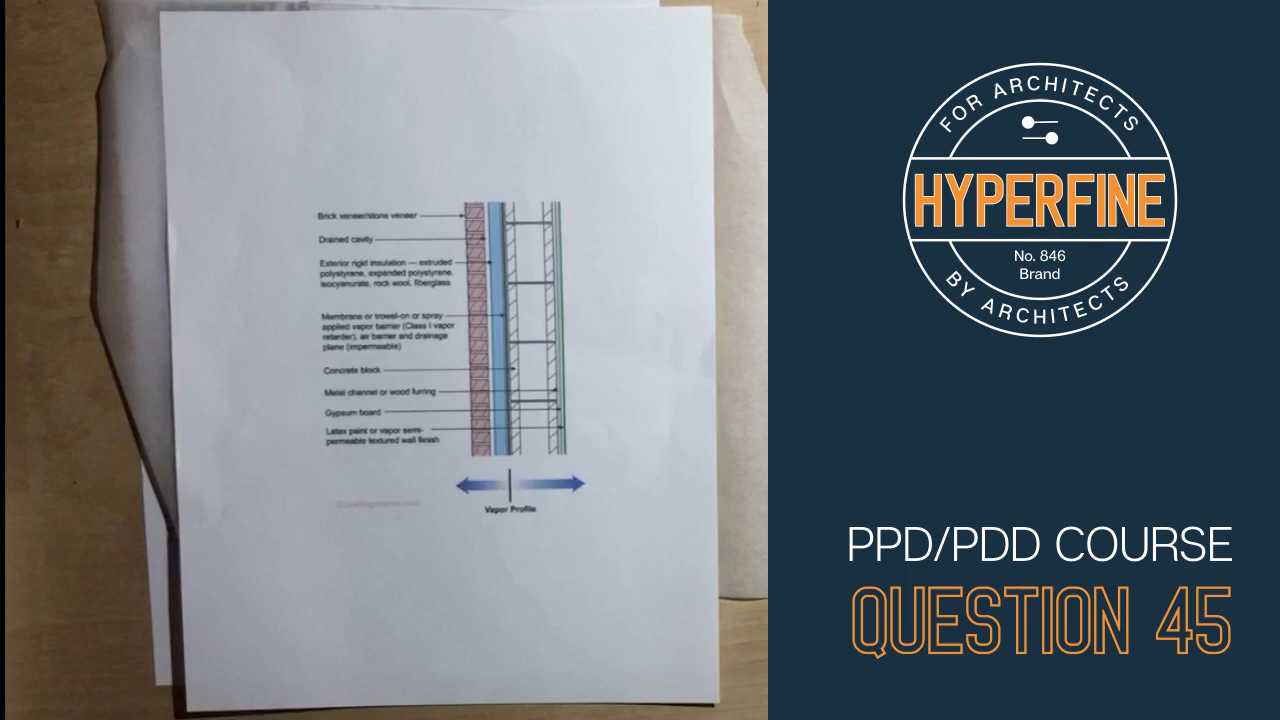 Brick veneer/stone veneer
Drained cavity
Exterior rigid insulation — extruded
polystyrene, expanded polystyrene,
isocyanurate, rock wool, fiberglass
Membrane or trowel-on or spray
applied vapor barrier (Class I vapor
retarder), air barrier and drainage
plane (impermeable)
Concrete block
Metal channel or wood furring
Gypsum board
Latex paint or vapor semi-
permeable textured wall finish
Vapor Profile
FOR ARCHITECTS
HYPERFINE
No. 846
Brand
BY ARCHITECTS
PPD/PDD COURSE
QUESTION 45